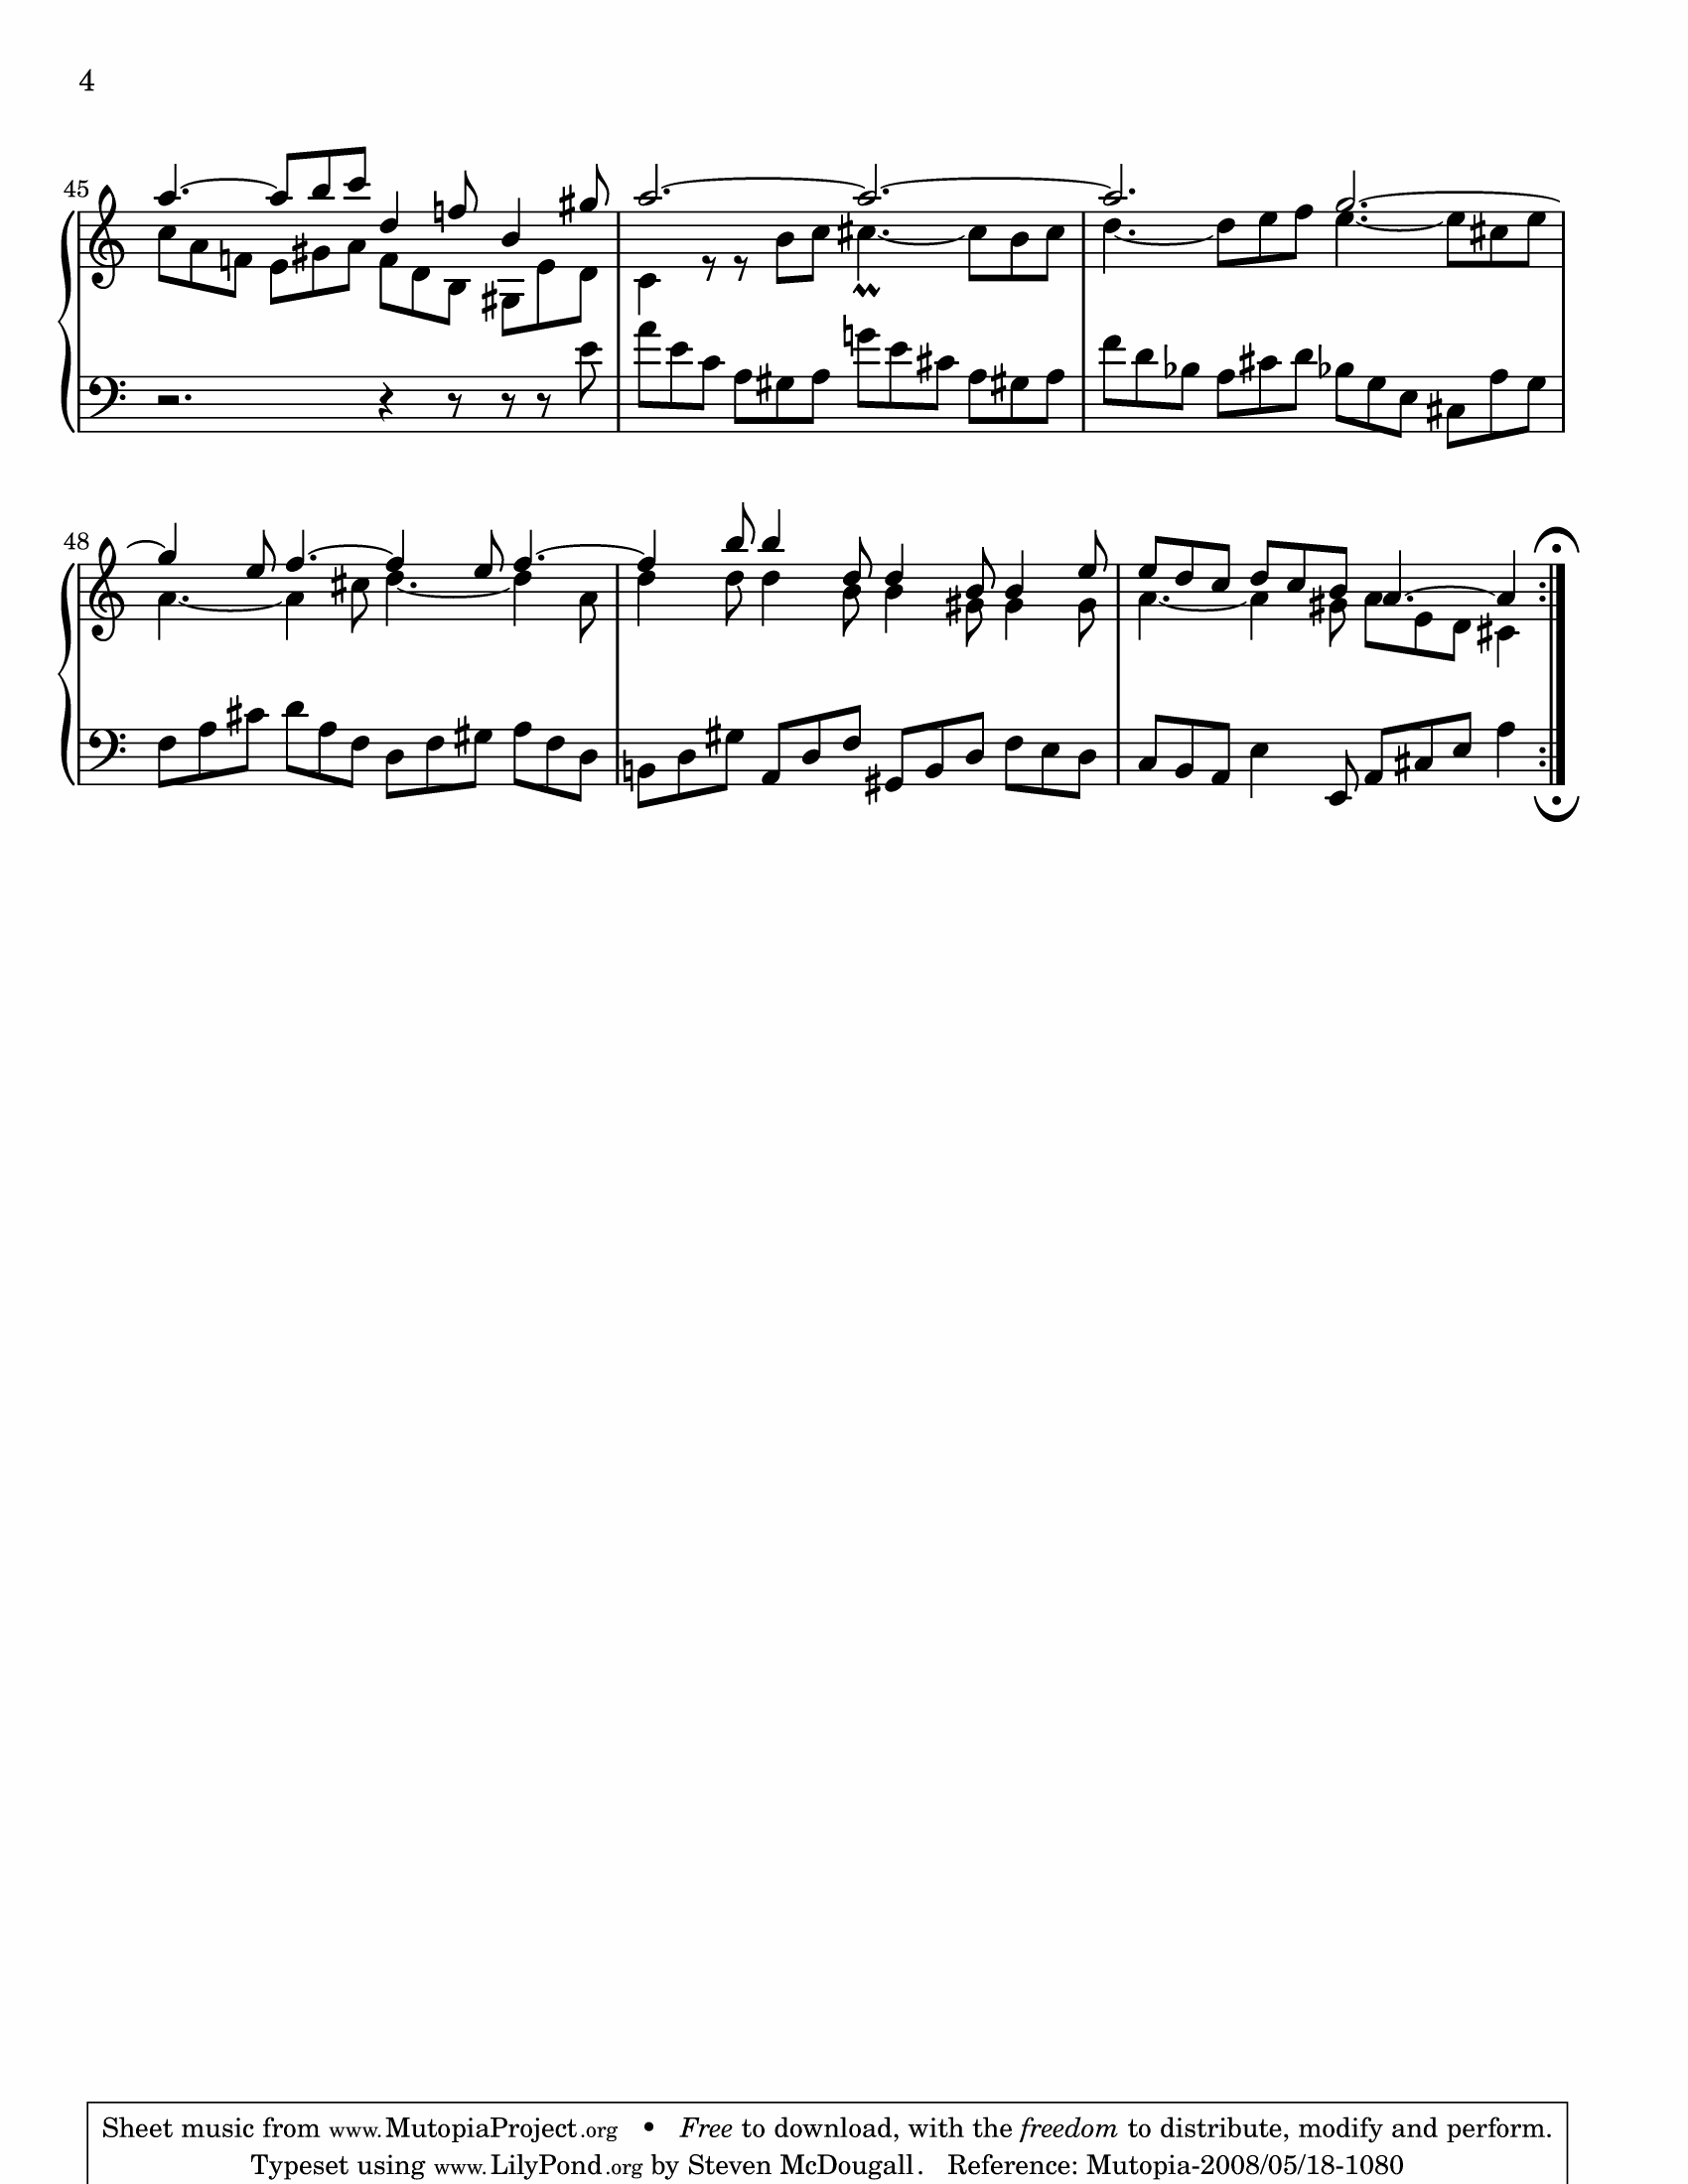 4
45
48
Sheet music from www.MutopiaProject.org • Free to download, with the freedom to distribute, modify and perform.
Typeset using www.LilyPond.org by Steven McDougall. Reference: Mutopia-2008/05/18-1080